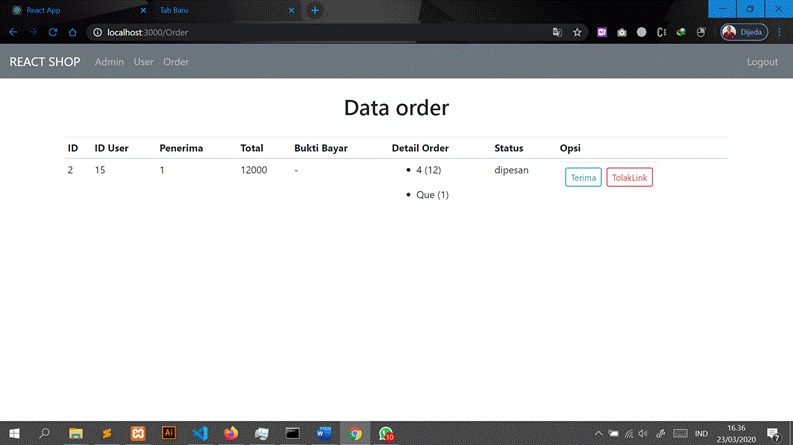 React App
Tab Baru
localhost:3000/Order
Dijeda
REACT SHOP Admin User Order Logout
Data order
ID ID User Penerima Total Bukti Bayar Detail Order Status Opsi
2 15 1 12000 - • 4 (12) dipesan Terima TolakLink
• Que (1)
IND
16.36
23/03/2020
10
7